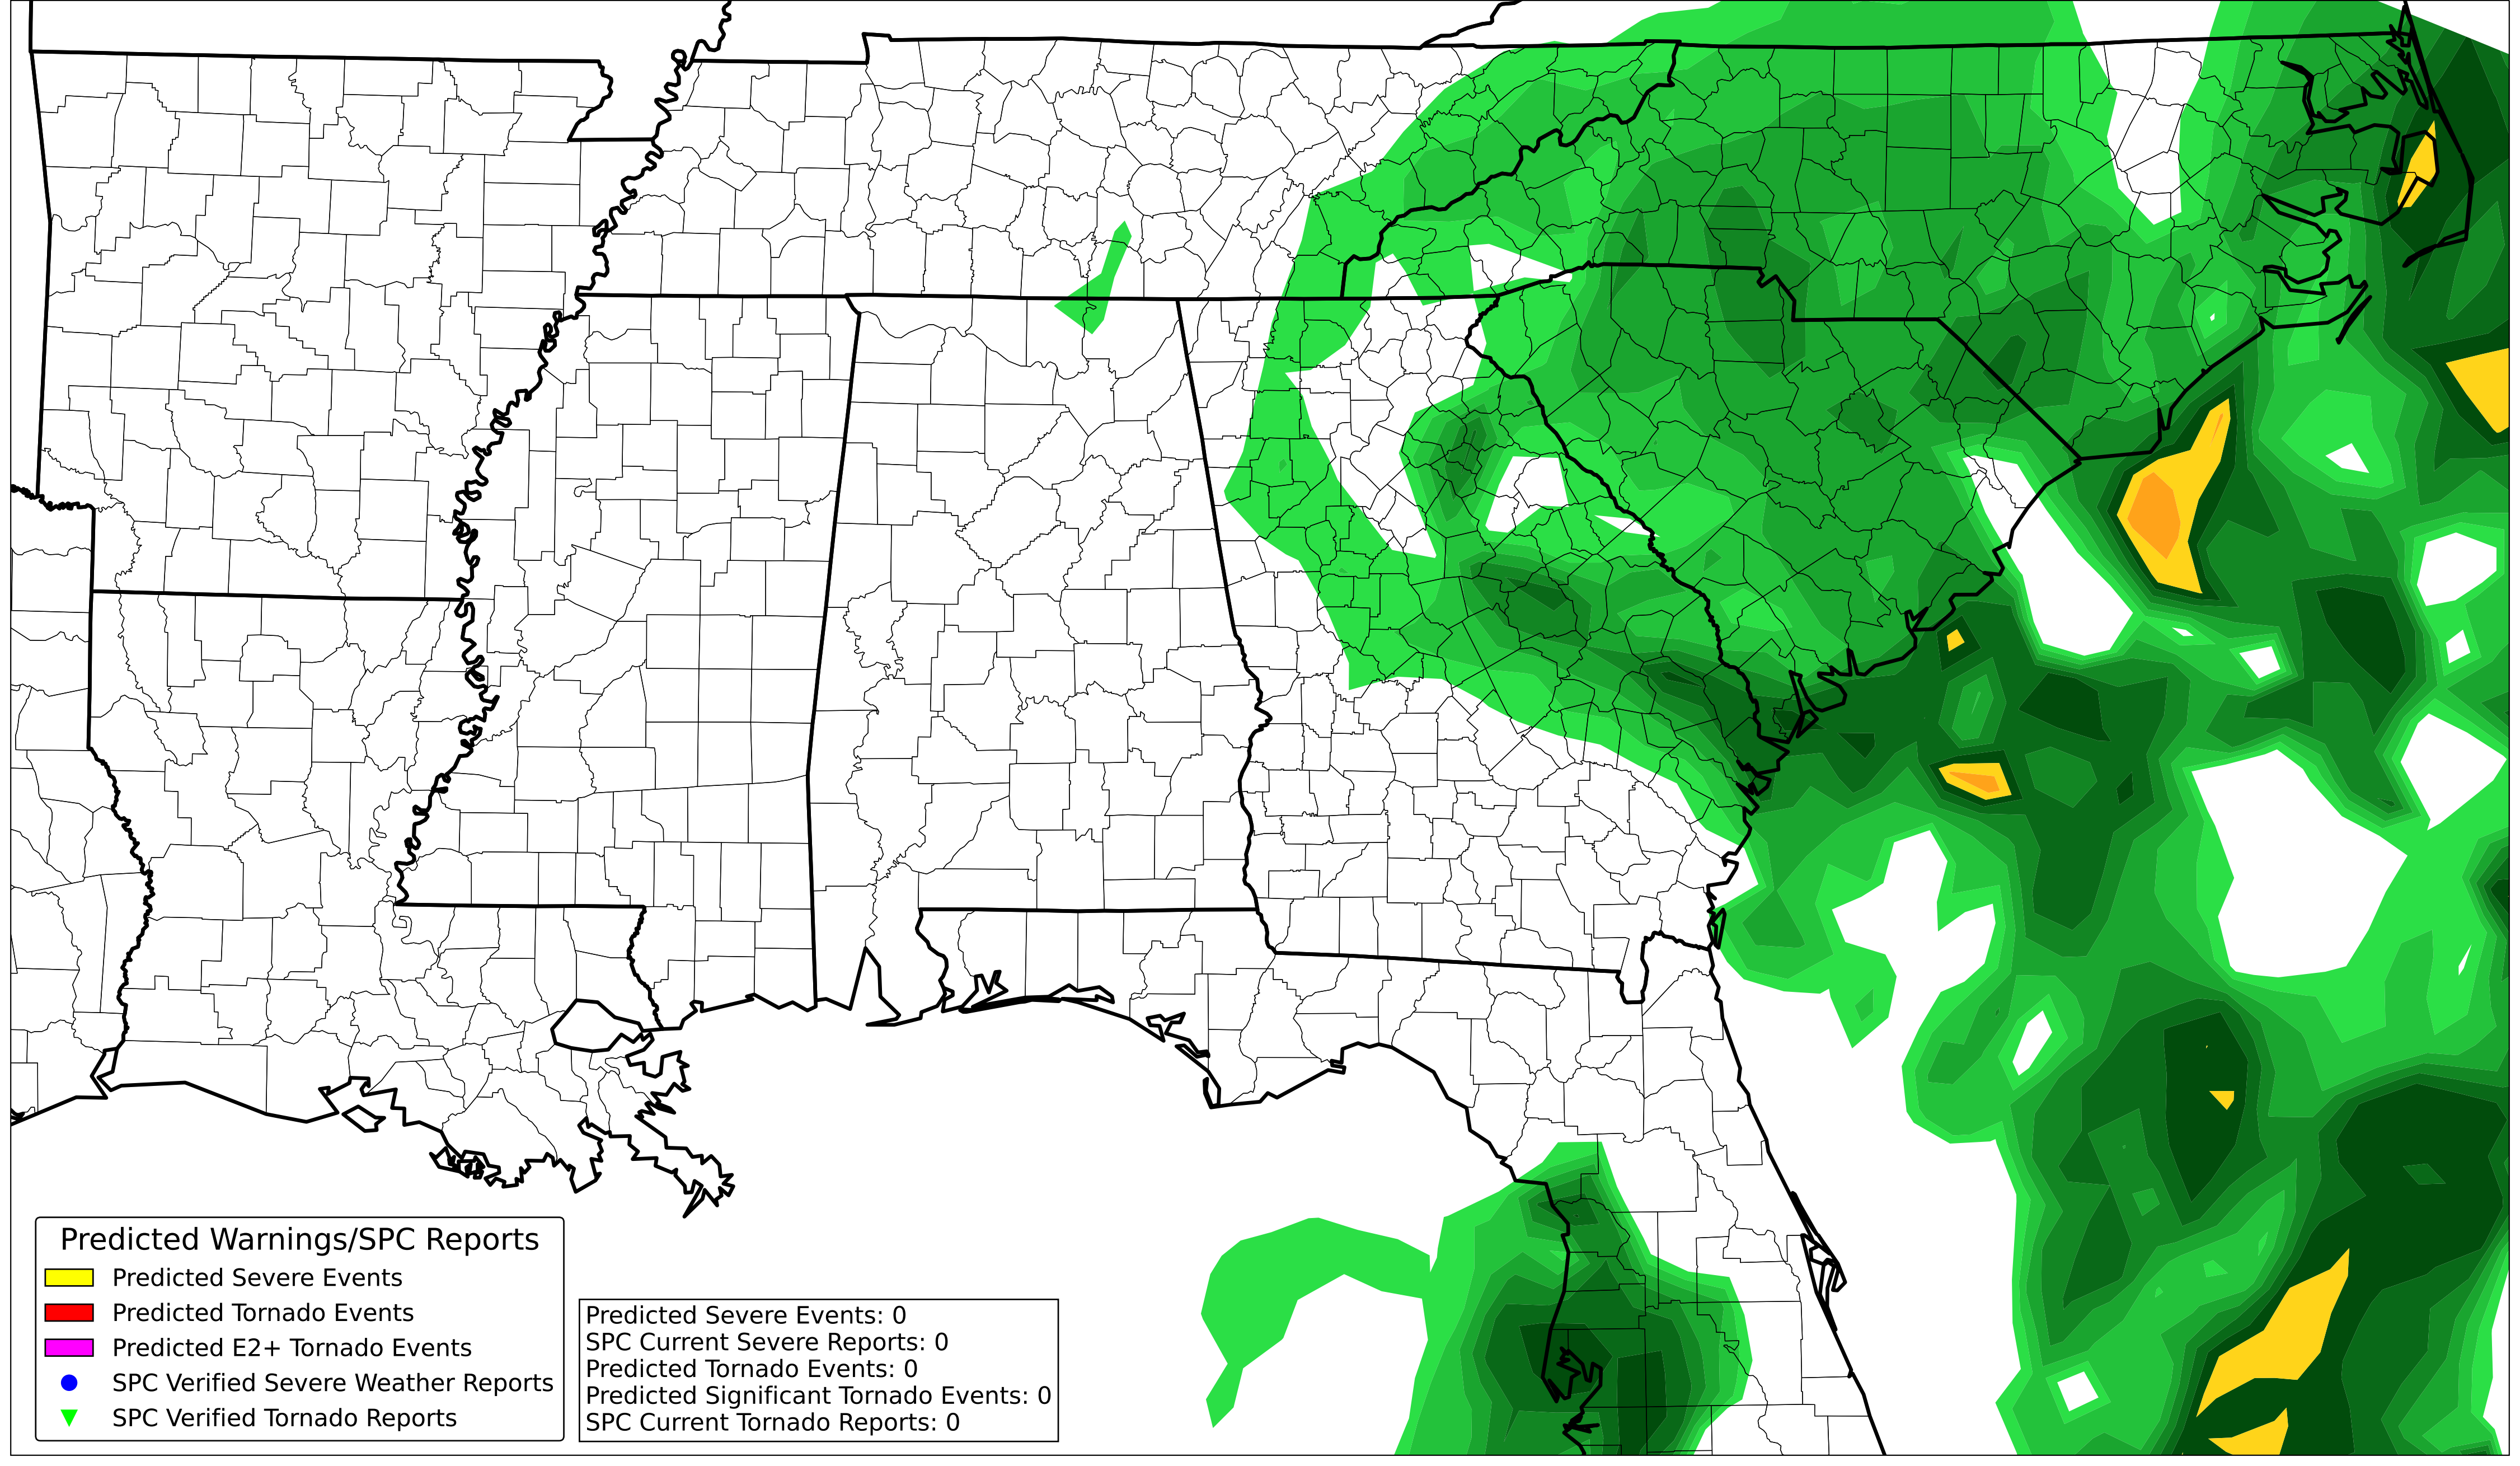 Predicted Warnings/SPC Reports
Predicted Severe Events
Predicted Tornado Events
Predicted E2+ Tornado Events
SPC Verified Severe Weather Reports
SPC Verified Tornado Reports
Predicted Severe Events: 0
SPC Current Severe Reports: 0
Predicted Tornado Events: 0
Predicted Significant Tornado Events: 0
SPC Current Tornado Reports: 0